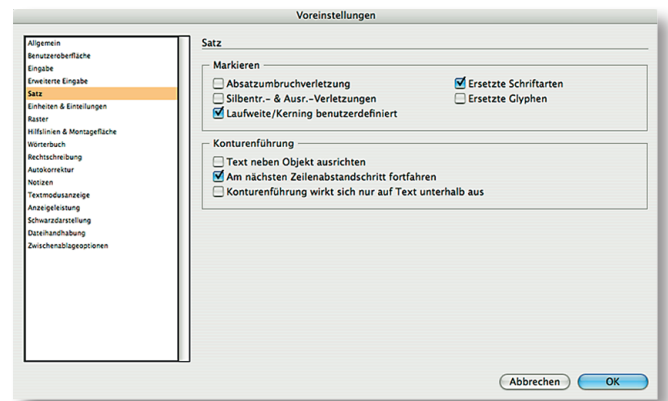 Voreinstellungen
Allgemein
Benutzeroberfläche
Eingabe
Erweiterte Eingabe
Satz
Einheiten & Einteilungen
Raster
Hilfslinien & Montagefläche
Wörterbuch
Rechtschreibung
Autokorrektur
Notizen
Textmodusanzeige
Anzeigeleistung
Schwarzdarstellung
Dateihandhabung
Zwischenablageoptionen
Satz
Markieren
Absatzumbruchverletzung
Ersetzte Schriftarten
Silbentr.- & Ausr.-Verletzungen
Ersetzte Glyphen
Laufweite/Kerning benutzerdefiniert
Konturenführung
Text neben Objekt ausrichten
Am nächsten Zeilenabstandschritt fortfahren
Konturenführung wirkt sich nur auf Text unterhalb aus
Abbrechen
OK